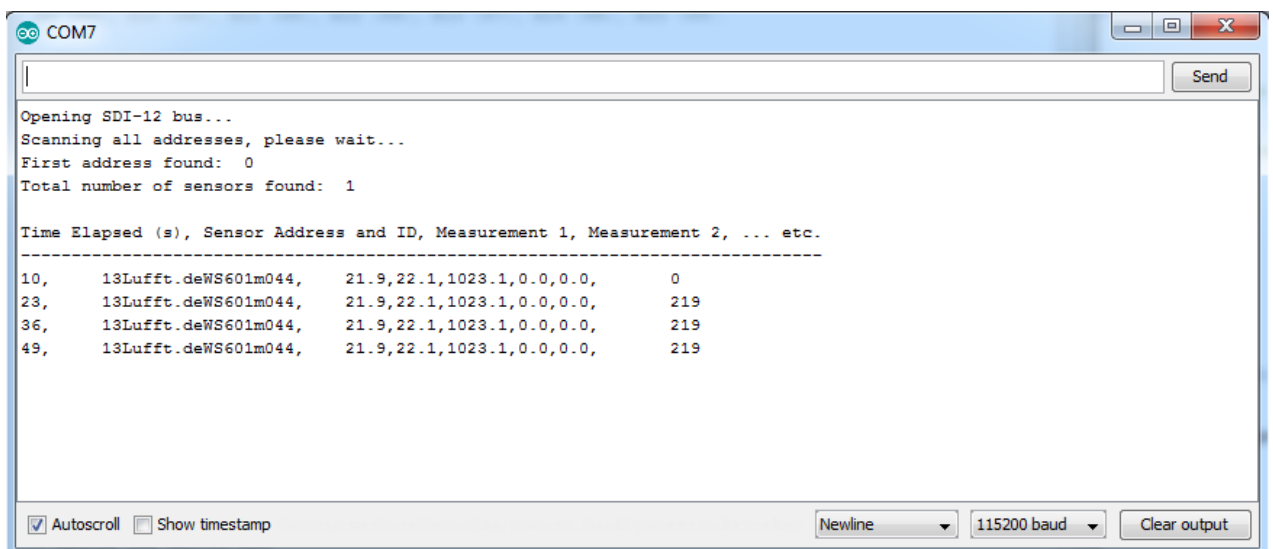 COM7
Send
Opening SDI-12 bus...
Scanning all addresses, please wait...
First address found:  0
Total number of sensors found:  1
Time Elapsed (s), Sensor Address and ID, Measurement 1, Measurement 2, ... etc.
-------------------------------------------------------------------------------
10,     13Lufft.deWS601m044,    21.9,22.1,1023.1,0.0,0.0,       0
23,     13Lufft.deWS601m044,    21.9,22.1,1023.1,0.0,0.0,       219
36,     13Lufft.deWS601m044,    21.9,22.1,1023.1,0.0,0.0,       219
49,     13Lufft.deWS601m044,    21.9,22.1,1023.1,0.0,0.0,       219
Autoscroll Show timestamp Newline 115200 baud Clear output